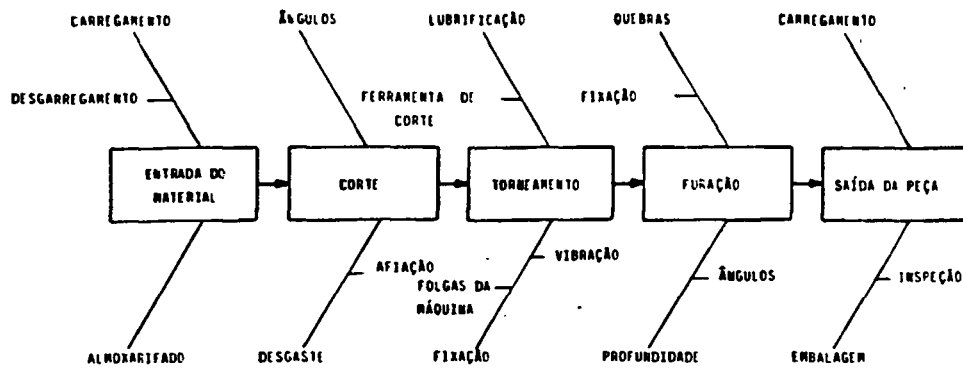 CARREGAMENTO
ÂNGULOS
LUBRIFICAÇÃO
QUEBRAS
CARREGAMENTO
DESGARREGAMENTO
FERRAMENTA DE
CORTE
FIXAÇÃO
ENTRADA DO
MATERIAL
CORTE
TORNEAMENTO
FURAÇÃO
SAÍDA DA PEÇA
AFIAÇÃO
FOLGAS DA
MÁQUINA
VIBRAÇÃO
ÂNGULOS
INSPEÇÃO
ALMOXARIFADO
DESGASTE
FIXAÇÃO
PROFUNDIDADE
EMBALAGEM